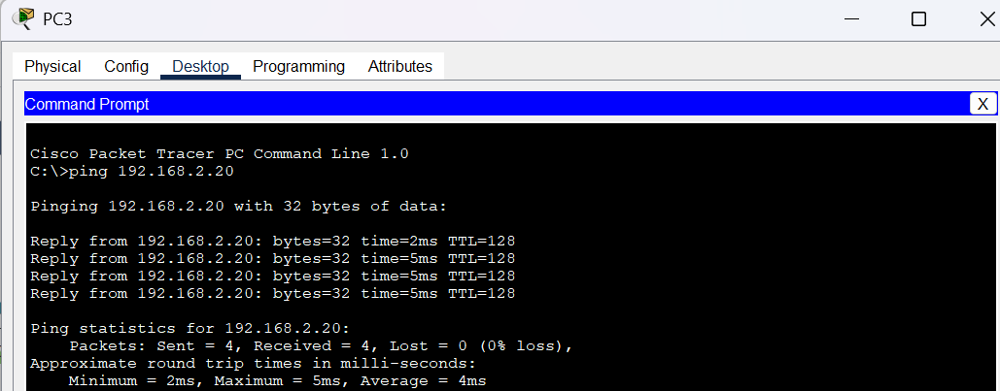 PC3
Physical Config Desktop Programming Attributes
Command Prompt
X
Cisco Packet Tracer PC Command Line 1.0
C:\>ping 192.168.2.20
Pinging 192.168.2.20 with 32 bytes of data:
Reply from 192.168.2.20: bytes=32 time=2ms TTL=128
Reply from 192.168.2.20: bytes=32 time=5ms TTL=128
Reply from 192.168.2.20: bytes=32 time=5ms TTL=128
Reply from 192.168.2.20: bytes=32 time=5ms TTL=128
Ping statistics for 192.168.2.20:
    Packets: Sent = 4, Received = 4, Lost = 0 (0% loss),
Approximate round trip times in milli-seconds:
    Minimum = 2ms, Maximum = 5ms, Average = 4ms